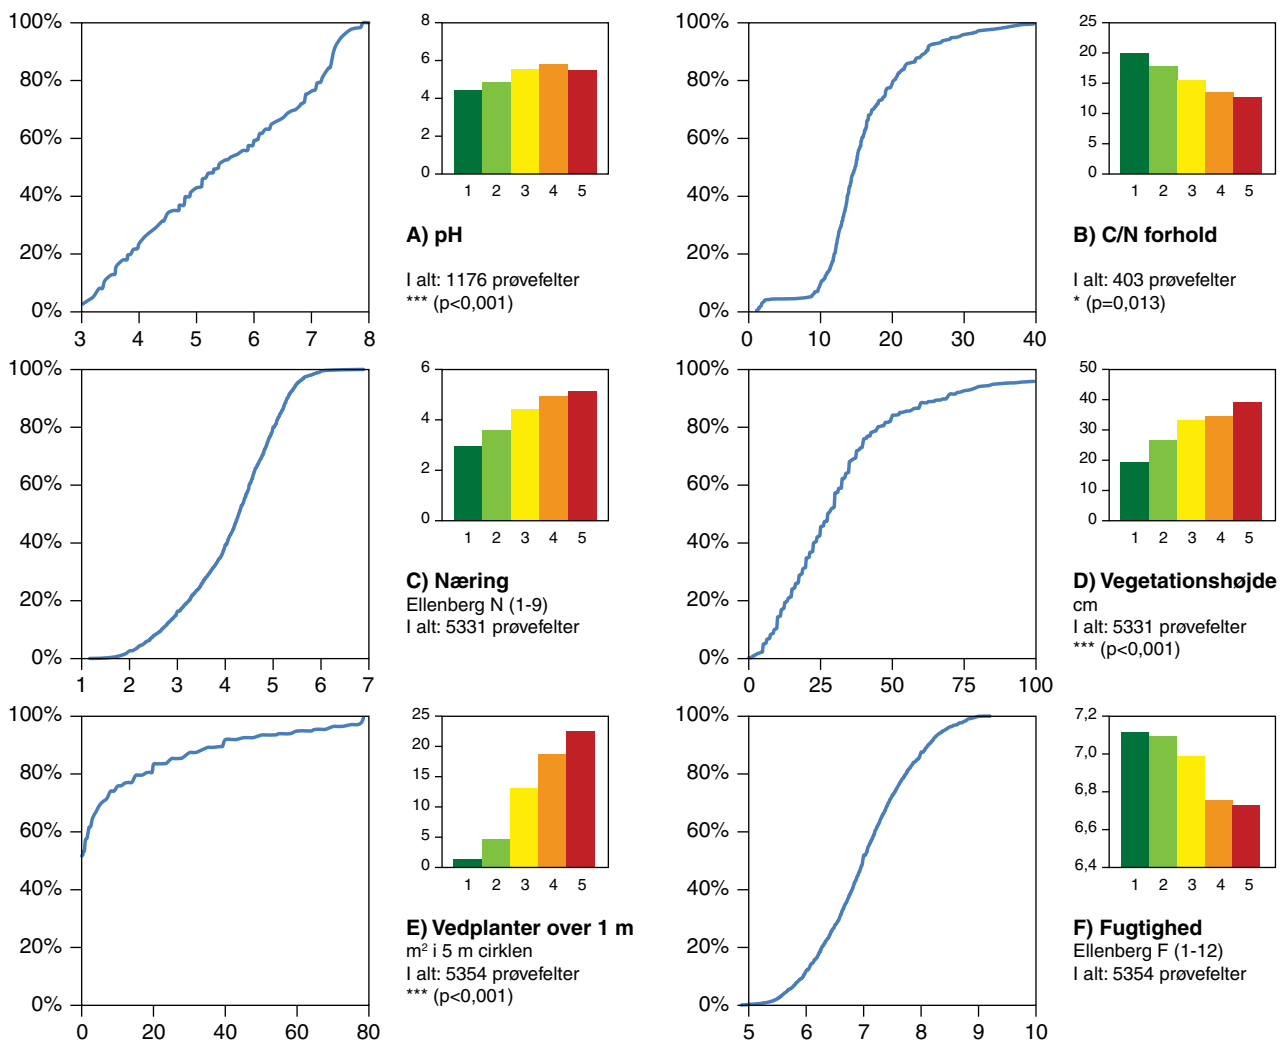 100%
80%
60%
40%
20%
0%
3 4 5 6 7 8
8
6
4
2
0
1 2 3 4 5
A) pH
I alt: 1176 prøvefelter
*** (p<0,001)
100%
80%
60%
40%
20%
0%
0 10 20 30 40
25
20
15
10
5
0
1 2 3 4 5
B) C/N forhold
I alt: 403 prøvefelter
* (p=0,013)
100%
80%
60%
40%
20%
0%
1 2 3 4 5 6 7
6
4
2
0
1 2 3 4 5
C) Næring
Ellenberg N (1-9)
I alt: 5331 prøvefelter
100%
80%
60%
40%
20%
0%
0 25 50 75 100
50
40
30
20
10
0
1 2 3 4 5
D) Vegetationshøjde
cm
I alt: 5331 prøvefelter
*** (p<0,001)
100%
80%
60%
40%
20%
0%
0 20 40 60 80
25
20
15
10
5
0
1 2 3 4 5
E) Vedplanter over 1 m
m² i 5 m cirklen
I alt: 5354 prøvefelter
*** (p<0,001)
100%
80%
60%
40%
20%
0%
5 6 7 8 9 10
7,2
7,0
6,8
6,6
6,4
1 2 3 4 5
F) Fugtighed
Ellenberg F (1-12)
I alt: 5354 prøvefelter